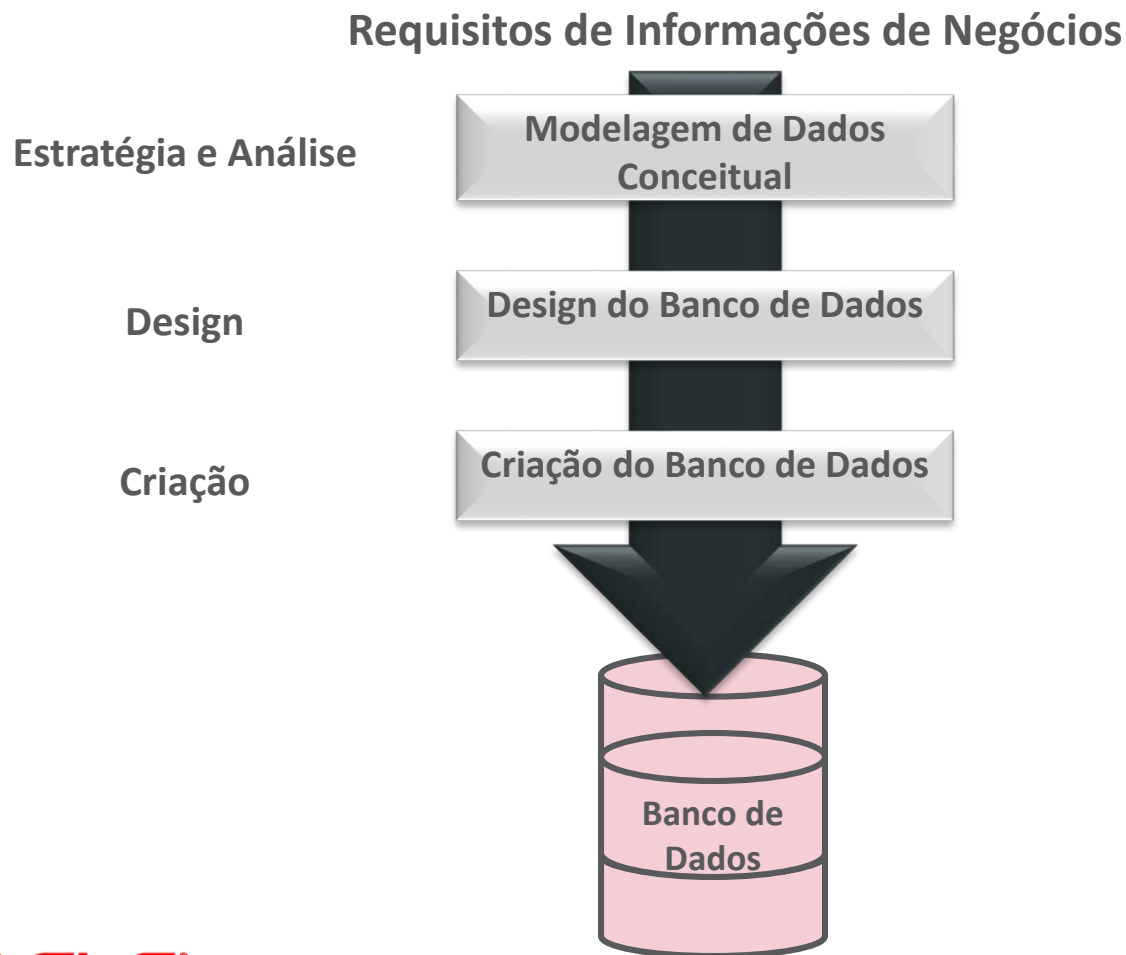 Requisitos de Informações de Negócios
Estratégia e Análise
Modelagem de Dados
Conceitual
Design
Design do Banco de Dados
Criação
Criação do Banco de Dados
Banco de
Dados